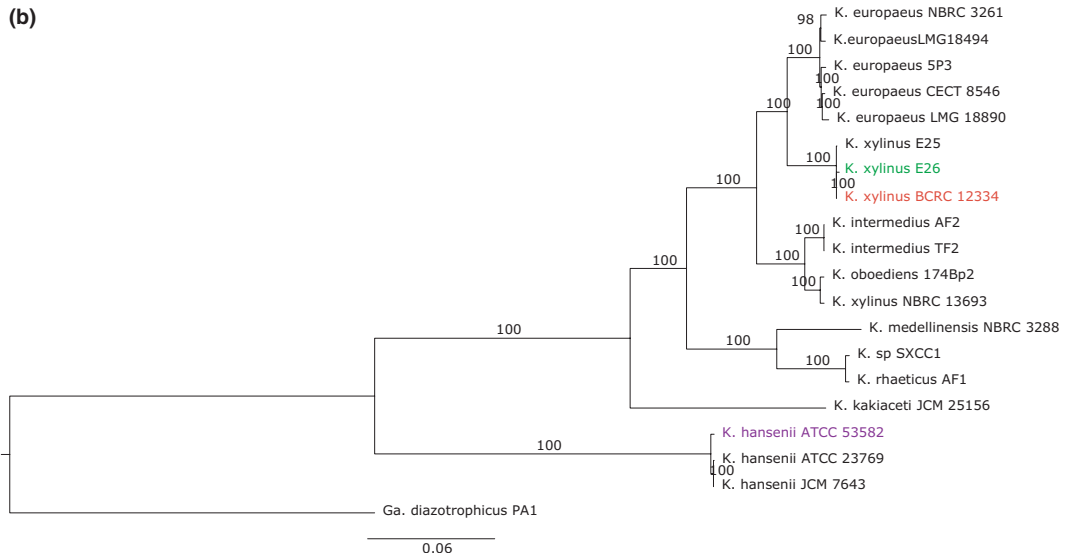 (b)
K. europaeus NBRC 3261
98
K.europaeusLMG18494
100
K. europaeus 5P3
100
K. europaeus CECT 8546
100
100
K. europaeus LMG 18890
K. xylinus E25
100
K. xylinus E26
100
100
K. xylinus BCRC 12334
K. intermedius AF2
100
K. intermedius TF2
100
K. oboediens 174Bp2
100
100
K. xylinus NBRC 13693
K. medellinensis NBRC 3288
100
100
K. sp SXCC1
100
K. rhaeticus AF1
K. kakiaceti JCM 25156
K. hansenii ATCC 53582
100
K. hansenii ATCC 23769
100
K. hansenii JCM 7643
Ga. diazotrophicus PA1
0.06